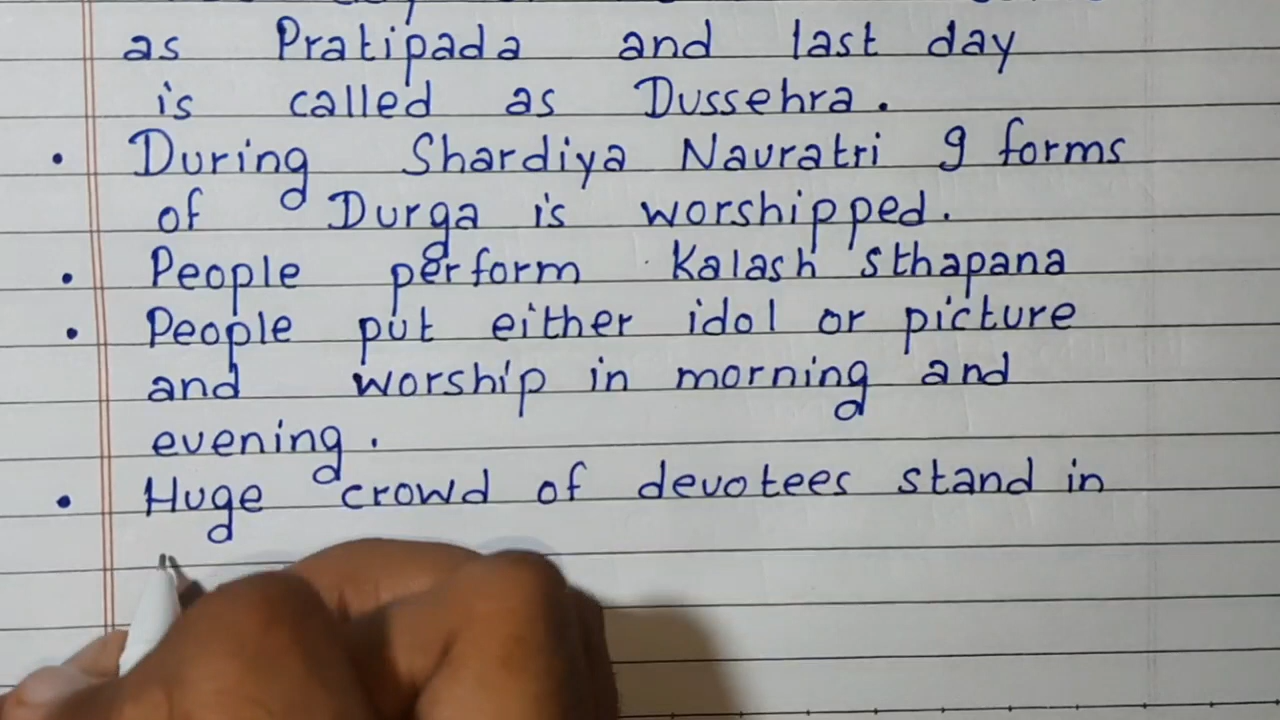 as Pratipada and last day
is called as Dussehra.
• During Shardiya Navratri 9 forms
of Durga is worshipped.
• People perform Kalash sthapana
• People put either idol or picture
and worship in morning and
evening.
• Huge crowd of devotees stand in